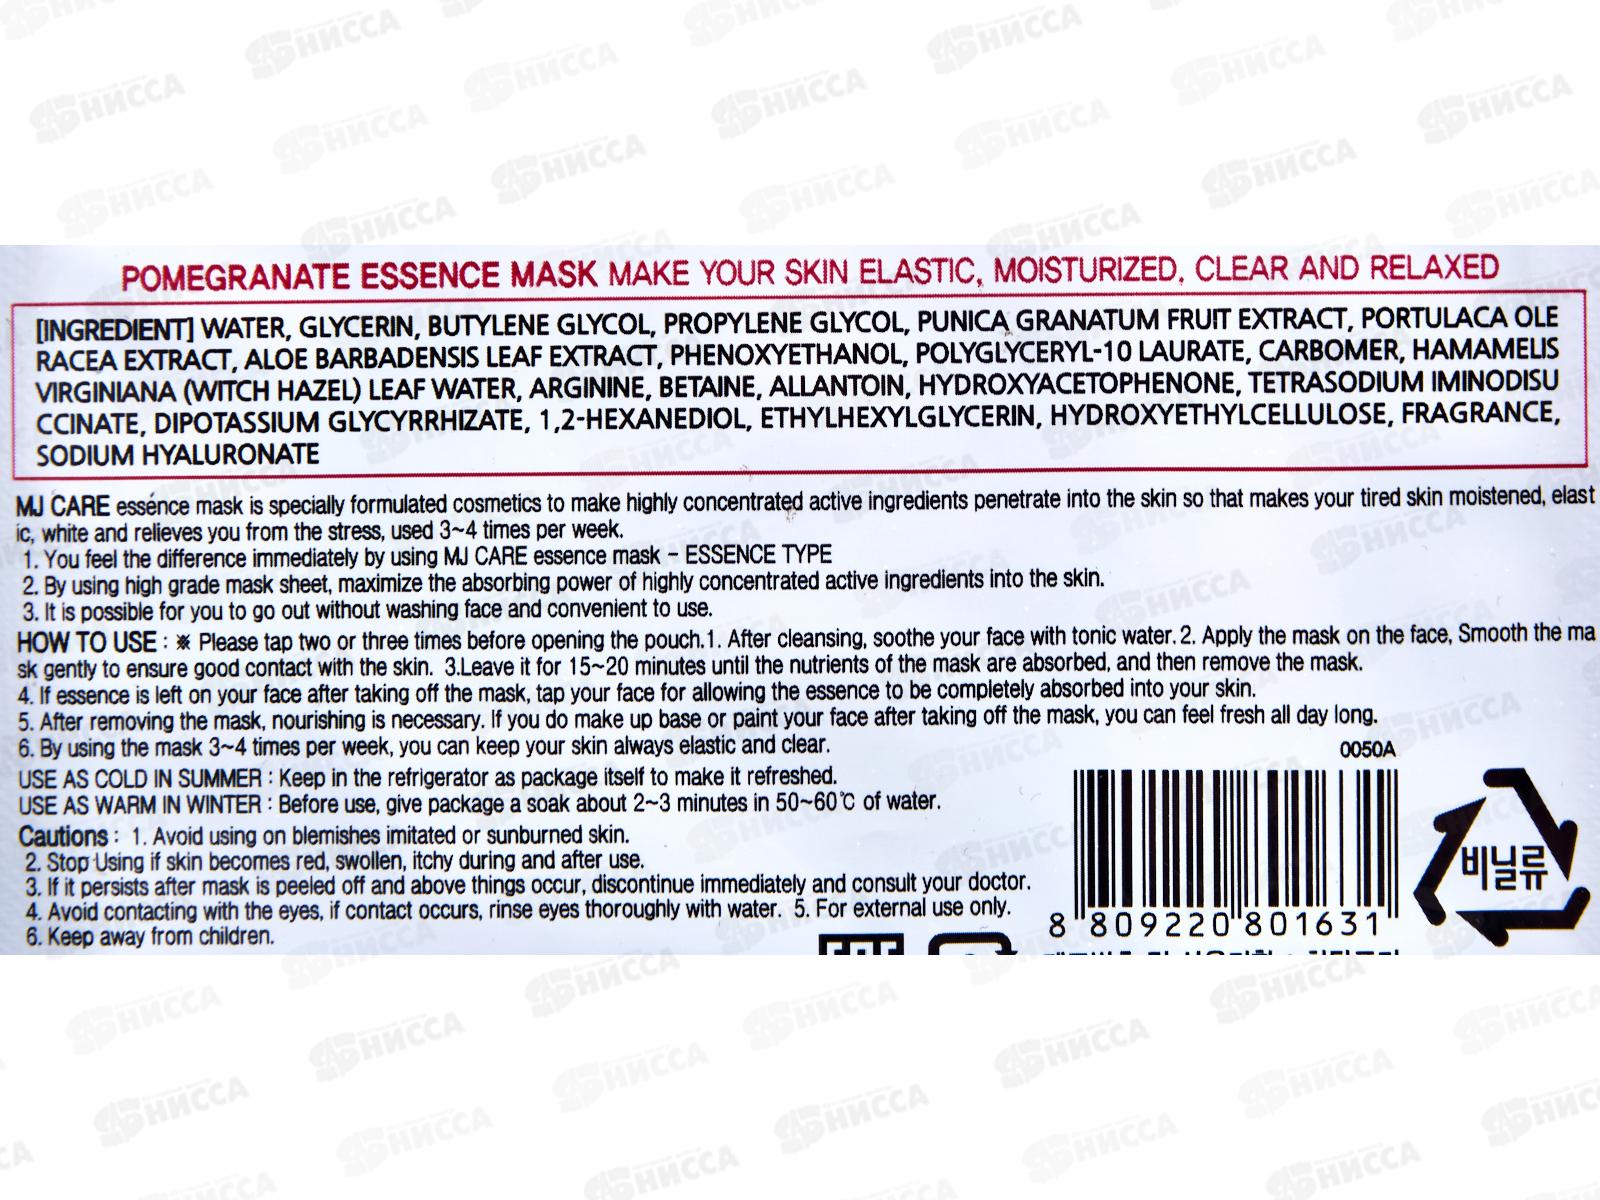 POMEGRANATE ESSENCE MASK MAKE YOUR SKIN ELASTIC, MOISTURIZED, CLEAR AND RELAXED
[INGREDIENT] WATER, GLYCERIN, BUTYLENE GLYCOL, PROPYLENE GLYCOL, PUNICA GRANATUM FRUIT EXTRACT, PORTULACA OLE
RACEA EXTRACT, ALOE BARBADENSIS LEAF EXTRACT, PHENOXYETHANOL, POLYGLYCERYL-10 LAURATE, CARBOMER, HAMAMELIS
VIRGINIANA (WITCH HAZEL) LEAF WATER, ARGININE, BETAINE, ALLANTOIN, HYDROXYACETOPHENONE, TETRASODIUM IMINODISU
CCINATE, DIPOTASSIUM GLYCYRRHIZATE, 1,2-HEXANEDIOL, ETHYLHEXYLGLYCERIN, HYDROXYETHYLCELLULOSE, FRAGRANCE,
SODIUM HYALURONATE
MJ CARE essence mask is specially formulated cosmetics to make highly concentrated active ingredients penetrate into the skin so that makes your tired skin moistened, elast
ic, white and relieves you from the stress, used 3~4 times per week.
1. You feel the difference immediately by using MJ CARE essence mask - ESSENCE TYPE
2. By using high grade mask sheet, maximize the absorbing power of highly concentrated active ingredients into the skin.
3. It is possible for you to go out without washing face and convenient to use.
HOW TO USE : ※ Please tap two or three times before opening the pouch.1. After cleansing, soothe your face with tonic water. 2. Apply the mask on the face, Smooth the ma
sk gently to ensure good contact with the skin. 3.Leave it for 15~20 minutes until the nutrients of the mask are absorbed, and then remove the mask.
4. If essence is left on your face after taking off the mask, tap your face for allowing the essence to be completely absorbed into your skin.
5. After removing the mask, nourishing is necessary. If you do make up base or paint your face after taking off the mask, you can feel fresh all day long.
6. By using the mask 3~4 times per week, you can keep your skin always elastic and clear.
0050A
USE AS COLD IN SUMMER : Keep in the refrigerator as package itself to make it refreshed.
USE AS WARM IN WINTER : Before use, give package a soak about 2~3 minutes in 50~60℃ of water.
Cautions : 1. Avoid using on blemishes imitated or sunburned skin.
2. Stop Using if skin becomes red, swollen, itchy during and after use.
3. If it persists after mask is peeled off and above things occur, discontinue immediately and consult your doctor.
4. Avoid contacting with the eyes, if contact occurs, rinse eyes thoroughly with water. 5. For external use only.
6. Keep away from children.
비닐류
8 809220 801631
НИССА